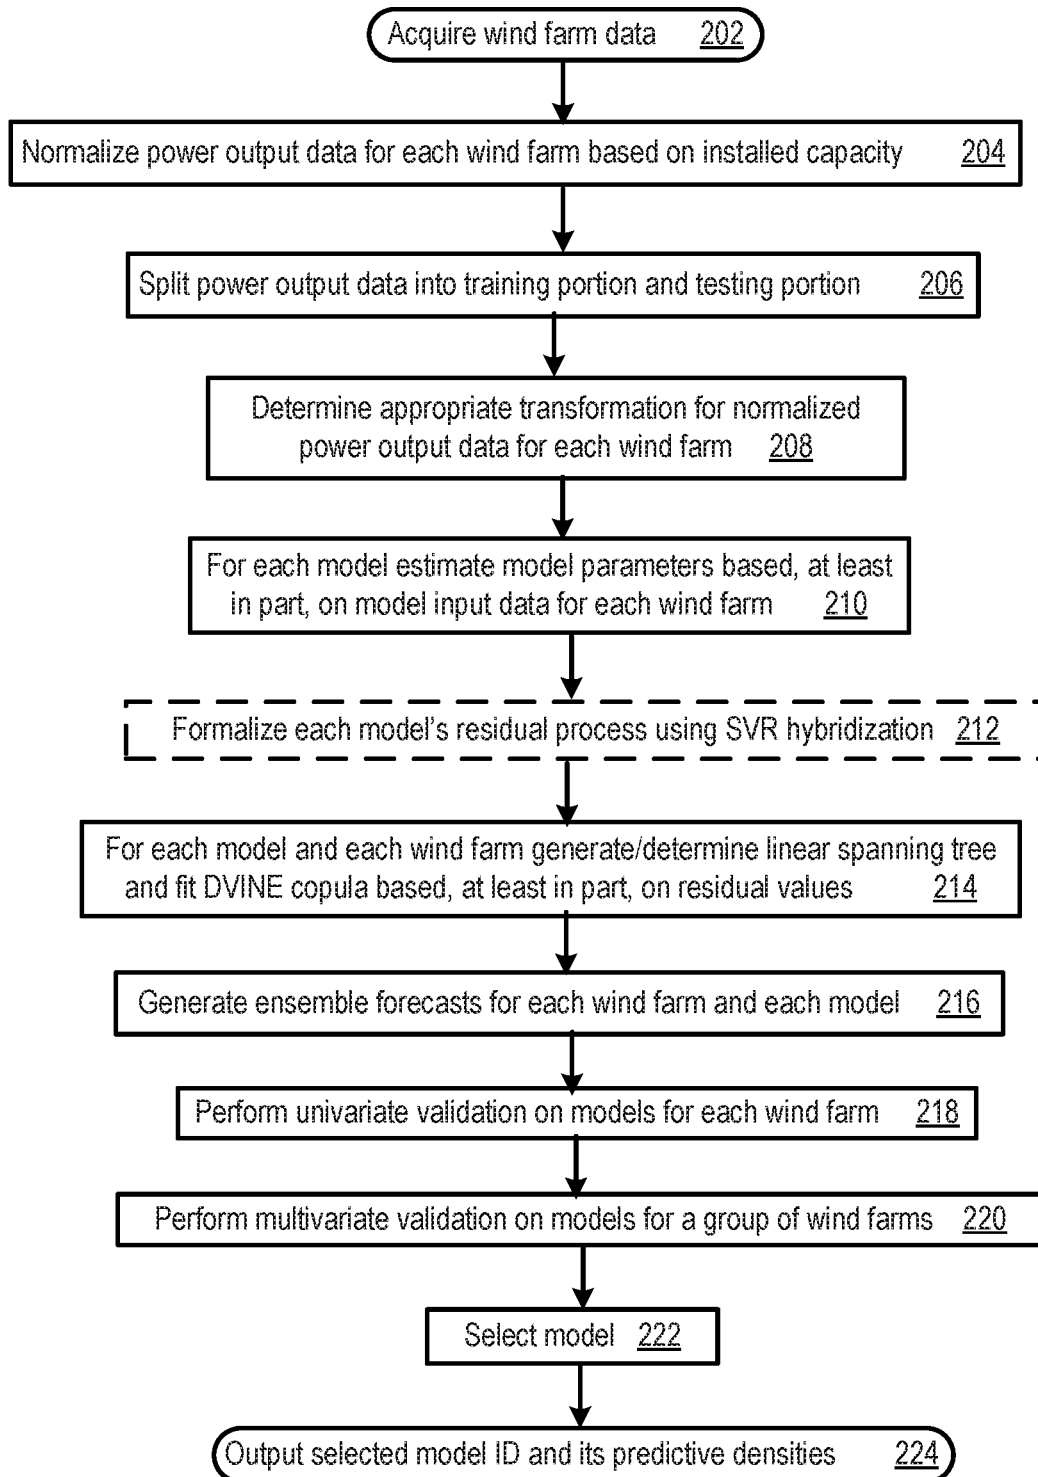 Acquire wind farm data 202
Normalize power output data for each wind farm based on installed capacity 204
Split power output data into training portion and testing portion 206
Determine appropriate transformation for normalized
power output data for each wind farm 208
For each model estimate model parameters based, at least
in part, on model input data for each wind farm 210
Formalize each model's residual process using SVR hybridization 212
For each model and each wind farm generate/determine linear spanning tree
and fit DVINE copula based, at least in part, on residual values 214
Generate ensemble forecasts for each wind farm and each model 216
Perform univariate validation on models for each wind farm 218
Perform multivariate validation on models for a group of wind farms 220
Select model 222
Output selected model ID and its predictive densities 224